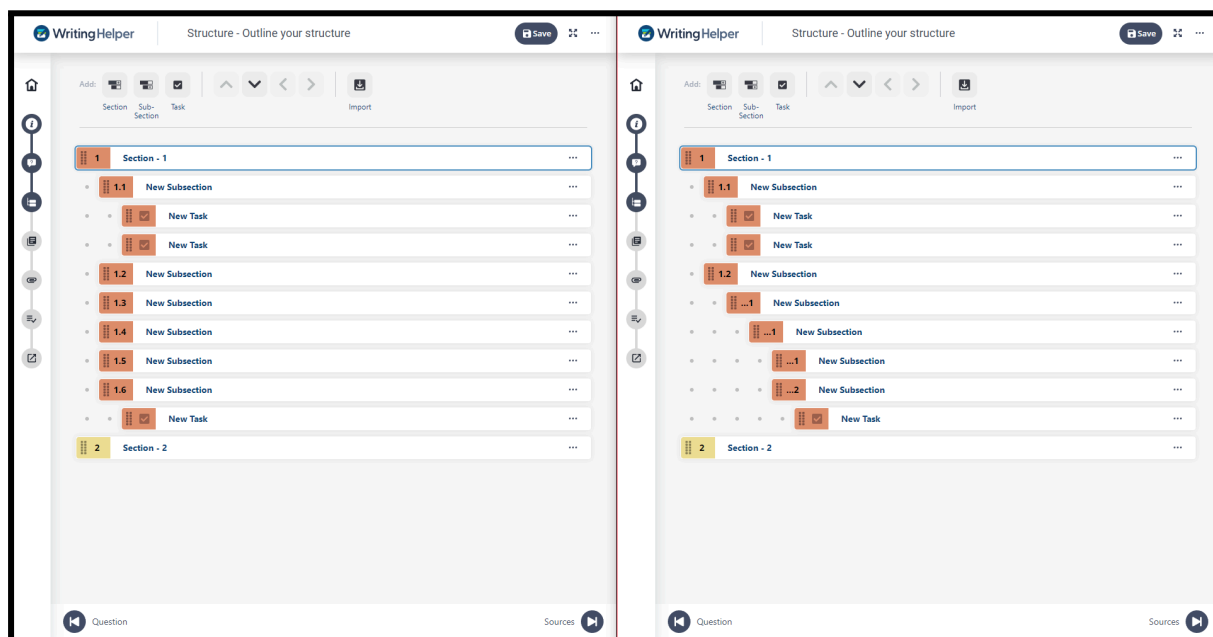 WritingHelper
Structure - Outline your structure
Save
Add:
Section
Sub-
Section
Task
Import
1 Section - 1
1.1 New Subsection
New Task
New Task
1.2 New Subsection
1.3 New Subsection
1.4 New Subsection
1.5 New Subsection
1.6 New Subsection
New Task
2 Section - 2
Question
Sources
WritingHelper
Structure - Outline your structure
Save
Add:
Section
Sub-
Section
Task
Import
1 Section - 1
1.1 New Subsection
New Task
New Task
1.2 New Subsection
...1 New Subsection
...1 New Subsection
...1 New Subsection
...2 New Subsection
New Task
2 Section - 2
Question
Sources